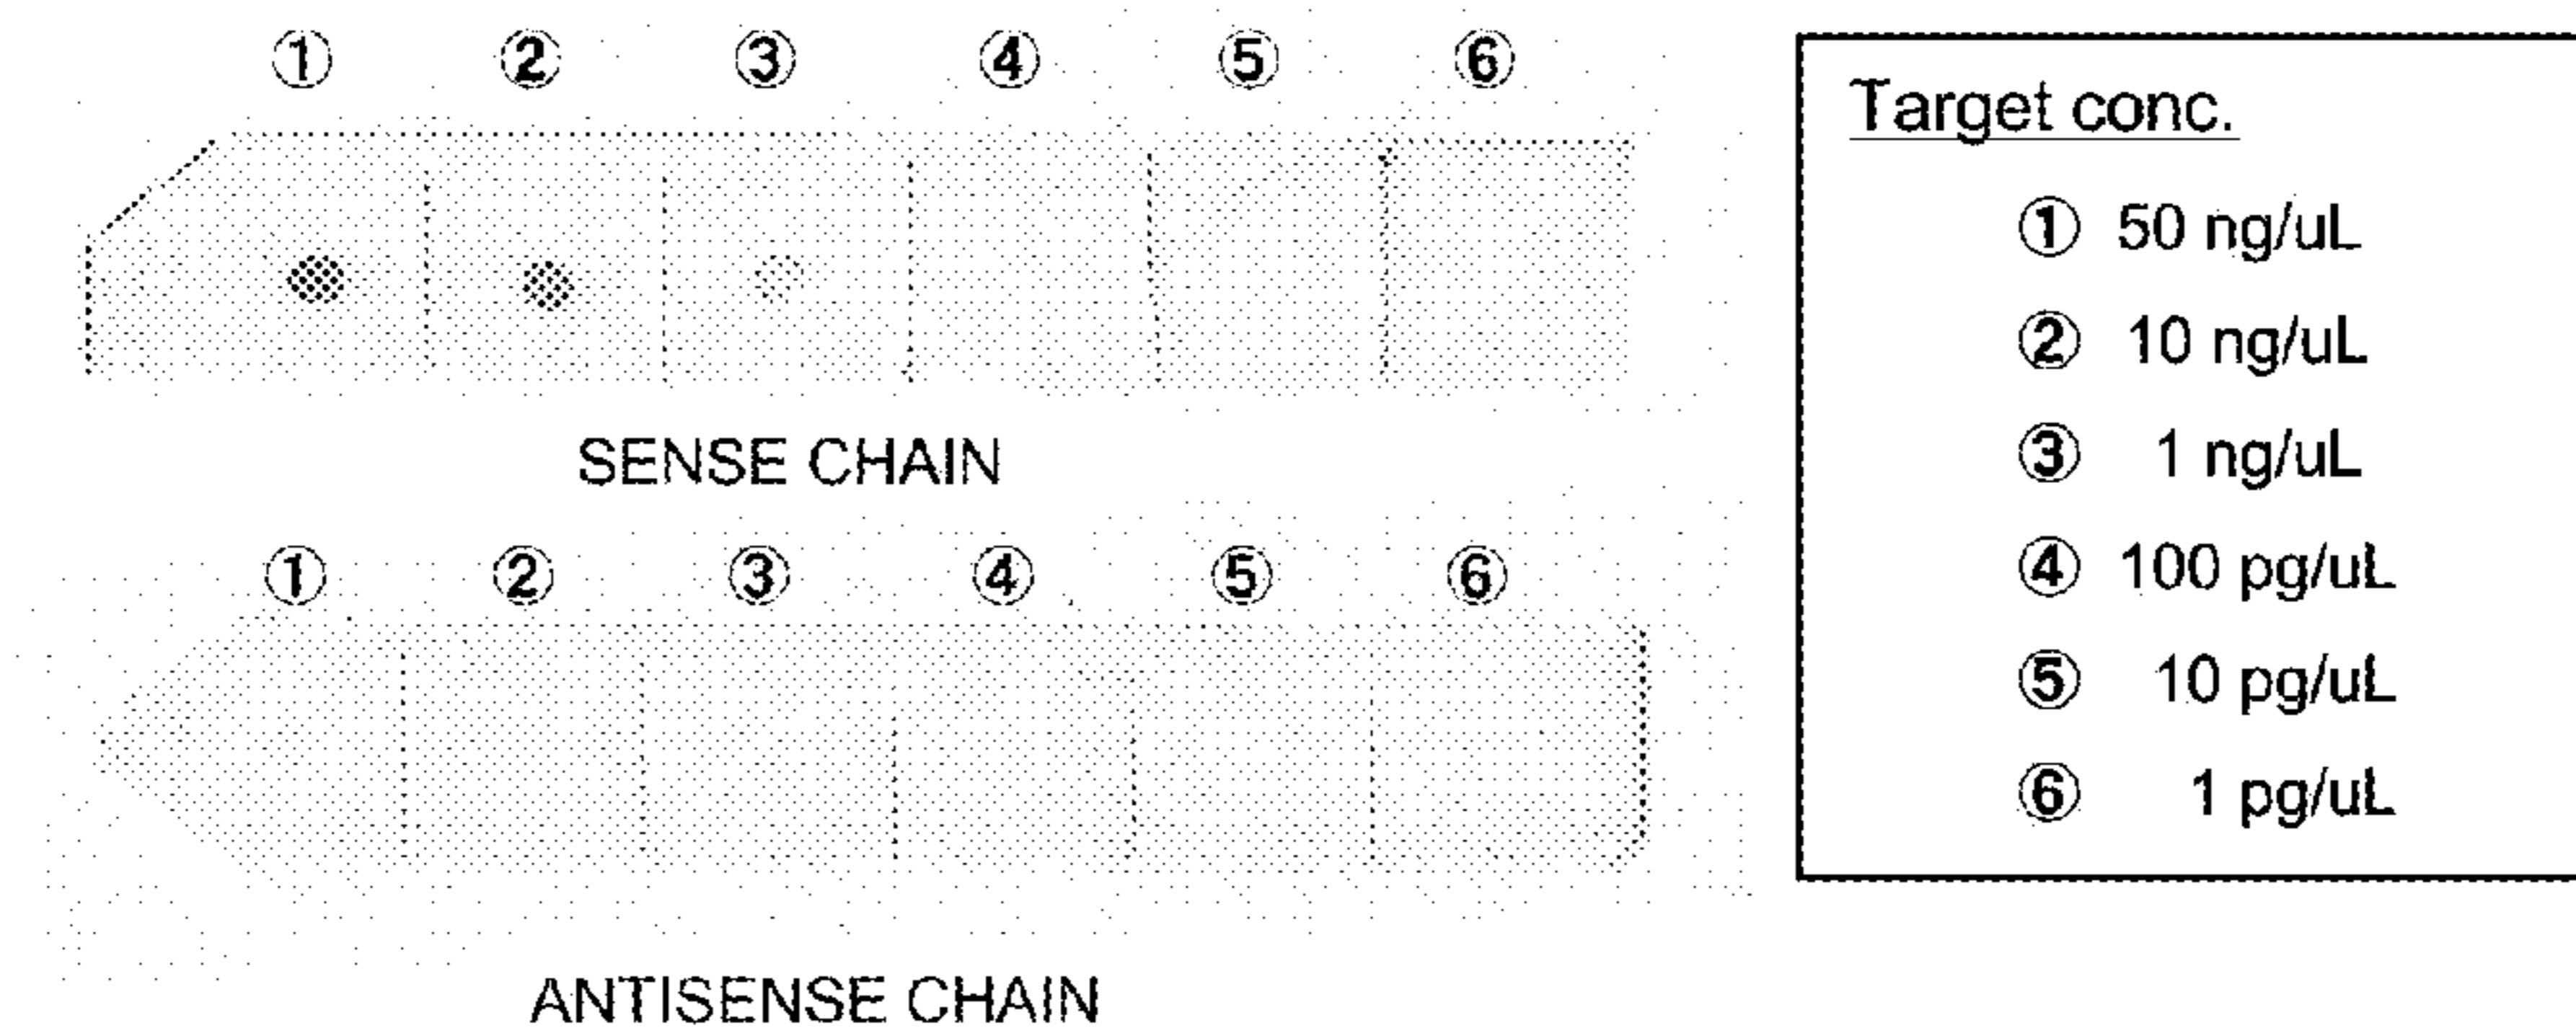 ① ② ③ ④ ⑤ ⑥
SENSE CHAIN
① ② ③ ④ ⑤ ⑥
ANTISENSE CHAIN
Target conc.
① 50 ng/uL
② 10 ng/uL
③ 1 ng/uL
④ 100 pg/uL
⑤ 10 pg/uL
⑥ 1 pg/uL